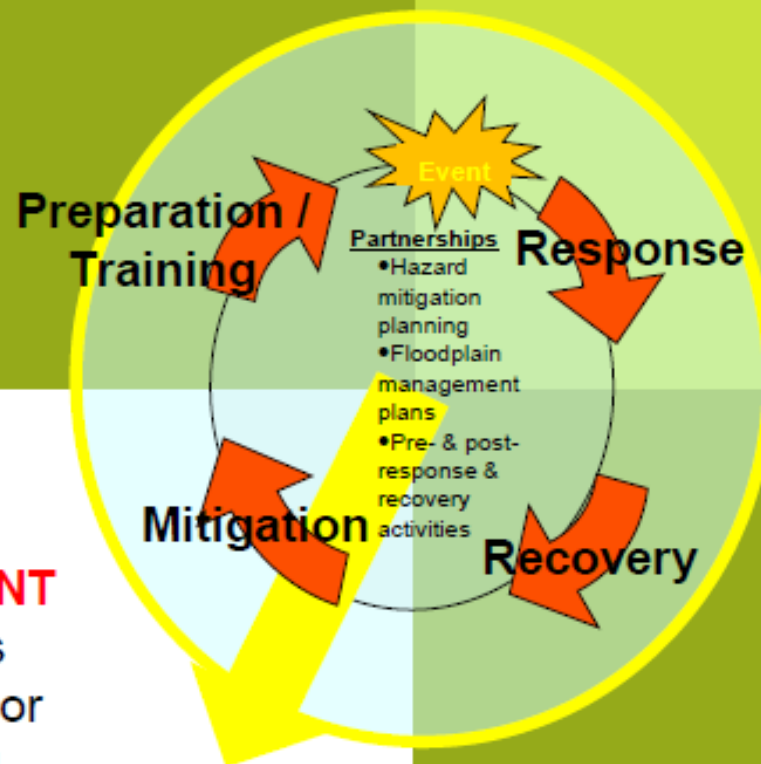 Event
Preparation /
Training
Response
Partnerships
•Hazard
mitigation
planning
•Floodplain
management
plans
•Pre- & post-
response &
recovery
activities
Mitigation
Recovery
NT
s
or